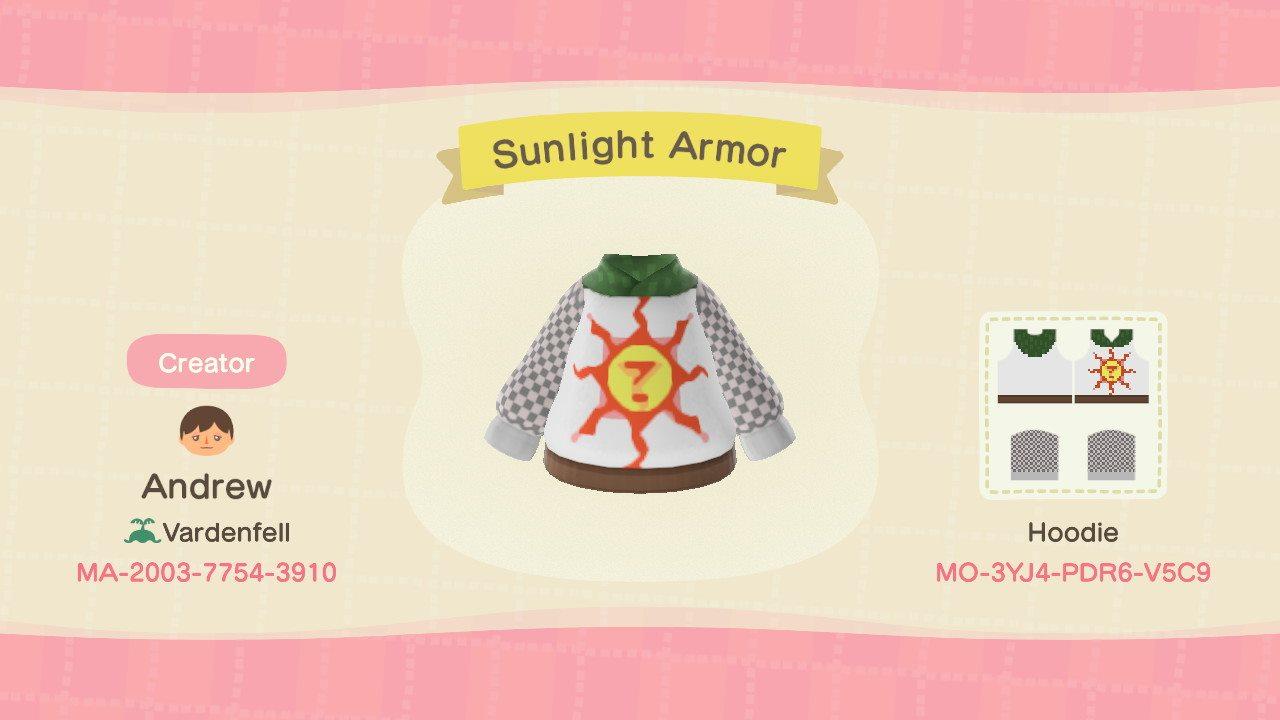 Sunlight Armor
Creator
Andrew
Vardenfell
MA-2003-7754-3910
Hoodie
MO-3YJ4-PDR6-V5C9